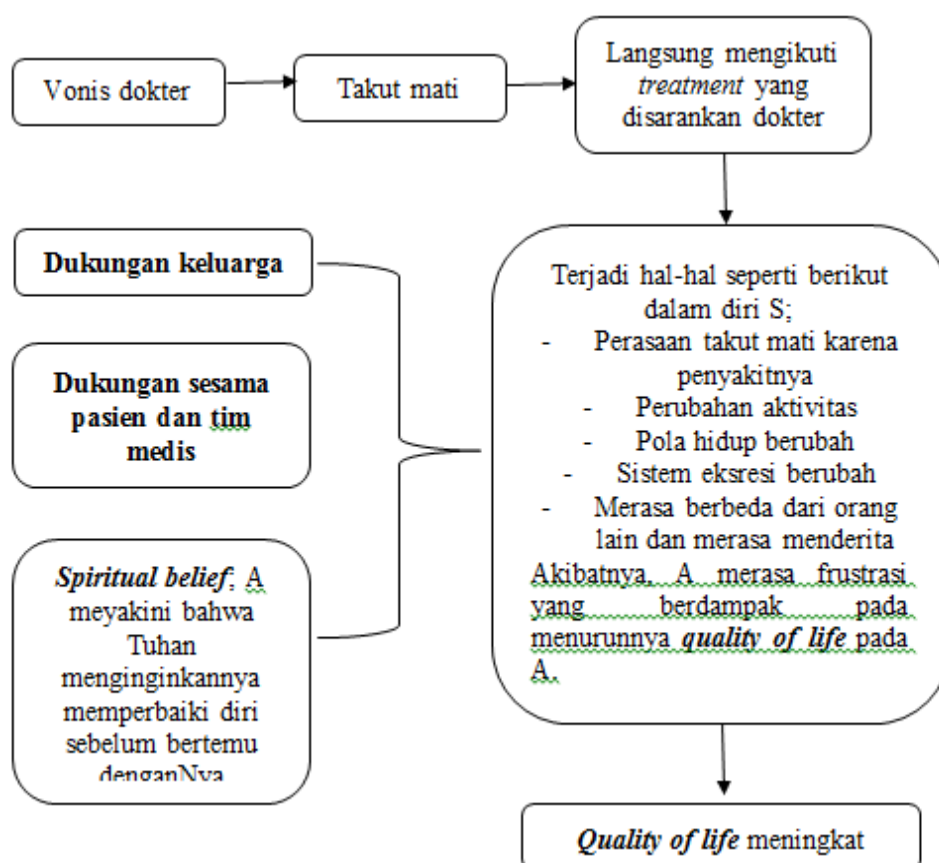 Vonis dokter
Takut mati
Langsung mengikuti
treatment yang
disarankan dokter
Dukungan keluarga
Dukungan sesama
pasien dan tim
medis
Spiritual belief; A
meyakini bahwa
Tuhan
menginginkannya
memperbaiki diri
sebelum bertemu
denganNya
Terjadi hal-hal seperti berikut
dalam diri S;
- Perasaan takut mati karena
penyakitnya
- Perubahan aktivitas
- Pola hidup berubah
- Sistem eksresi berubah
- Merasa berbeda dari orang
lain dan merasa menderita
Akibatnya, A merasa frustrasi
yang berdampak pada
menurunnya quality of life pada
A.
Quality of life meningkat